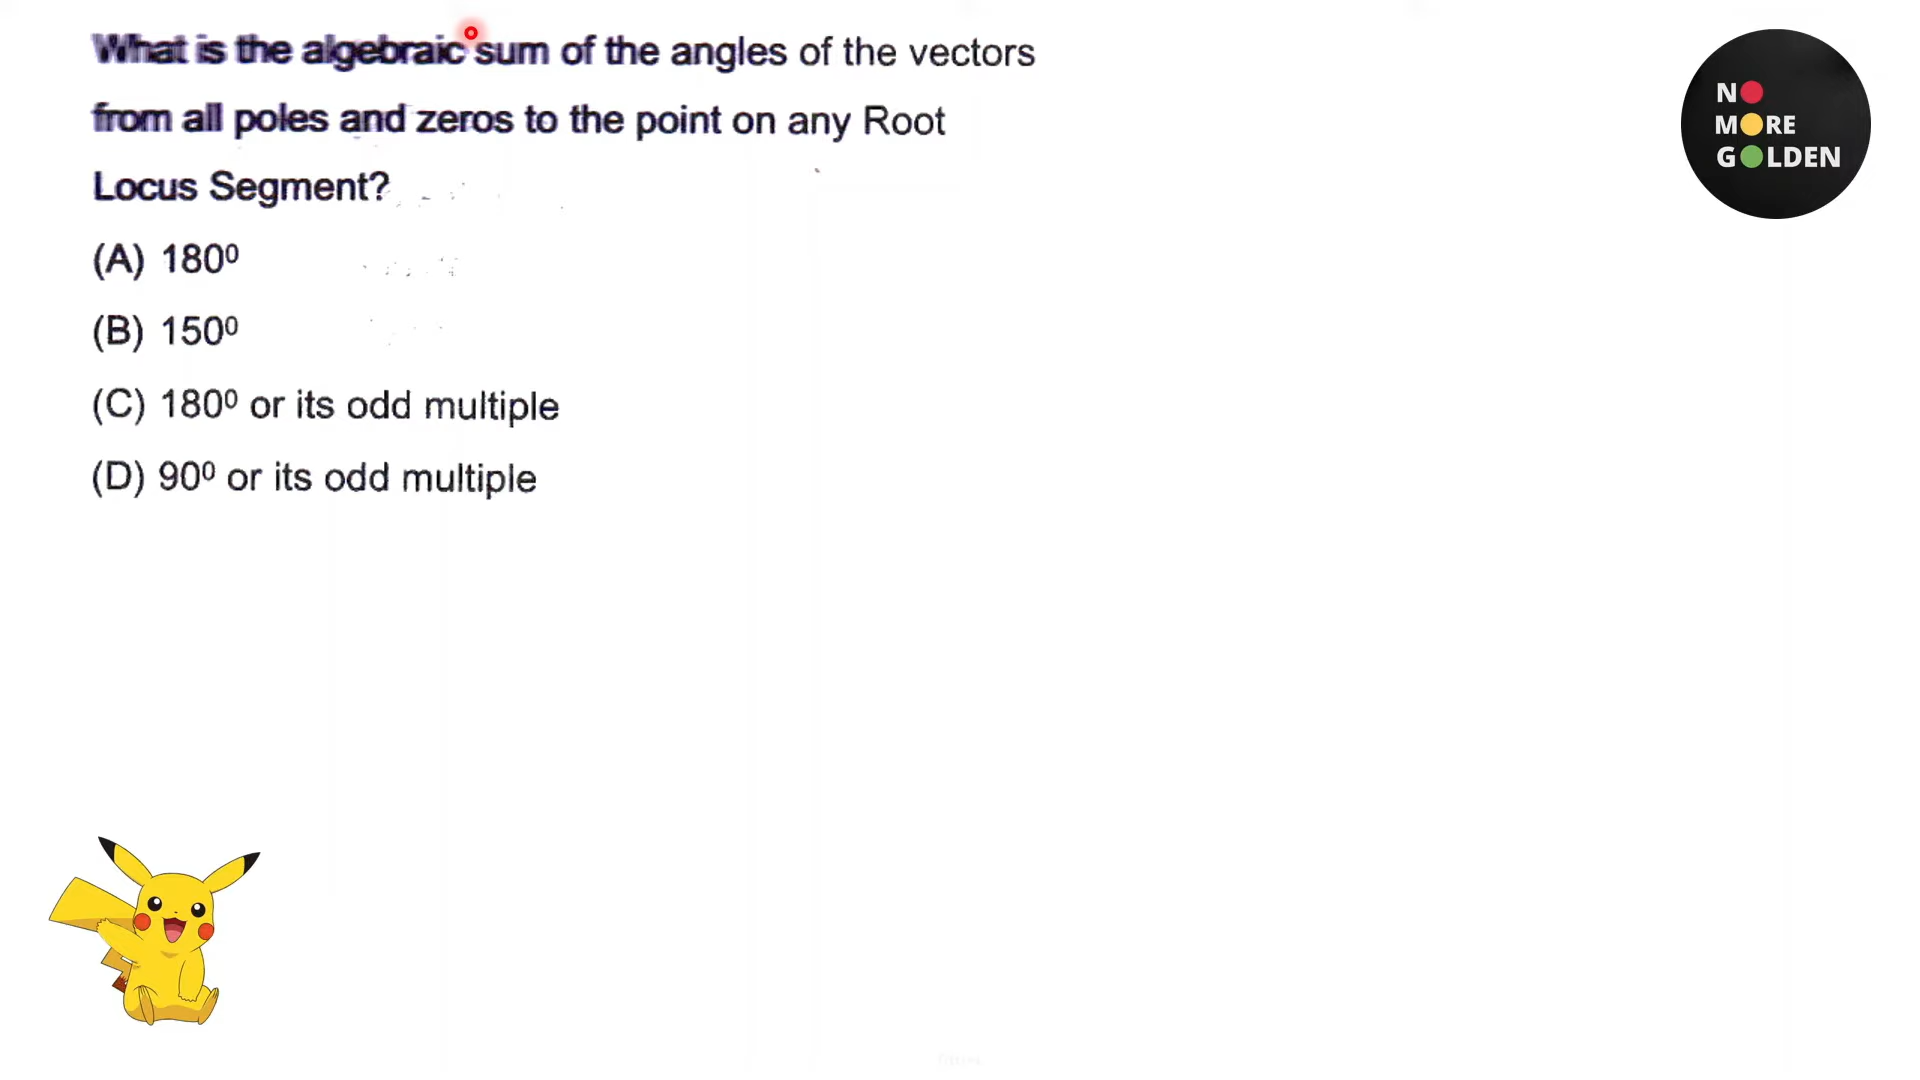 What is the algebraic sum of the angles of the vectors
from all poles and zeros to the point on any Root
Locus Segment?
(A) 180⁰
(B) 150⁰
(C) 180⁰ or its odd multiple
(D) 90⁰ or its odd multiple
NO
MORE
GOLDEN